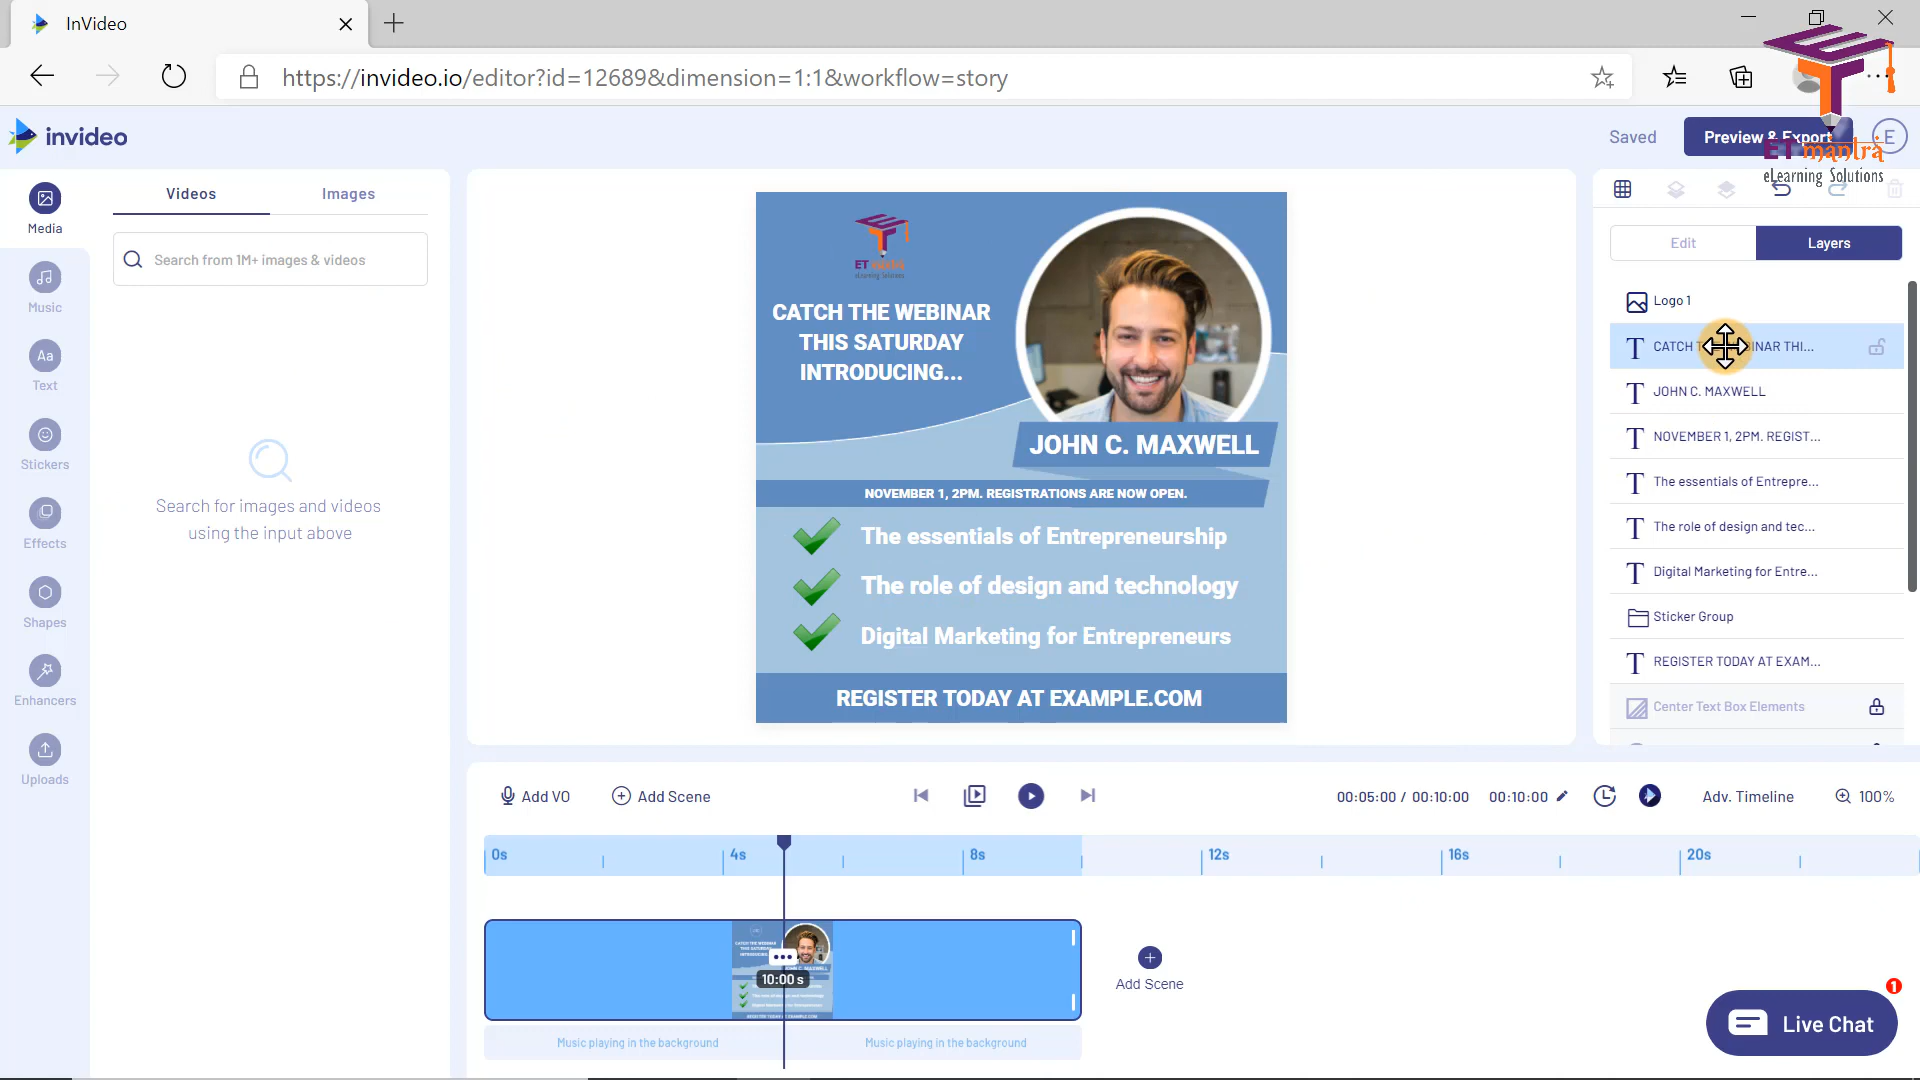 InVideo
https://invideo.io/editor?id=12689&dimension=1:1&workflow=story
invideo
Saved
Preview & Export
E
ET mantra
eLearning Solutions
Media
Music
Aa
Text
Stickers
Effects
Shapes
Enhancers
Uploads
Videos
Images
Search from 1M+ images & videos
Search for images and videos
using the input above
ET mantra
eLearning Solutions
CATCH THE WEBINAR
THIS SATURDAY
INTRODUCING...
JOHN C. MAXWELL
NOVEMBER 1, 2PM. REGISTRATIONS ARE NOW OPEN.
The essentials of Entrepreneurship
The role of design and technology
Digital Marketing for Entrepreneurs
REGISTER TODAY AT EXAMPLE.COM
Edit
Layers
Logo 1
CATCH T INAR THI...
JOHN C. MAXWELL
NOVEMBER 1, 2PM. REGIST...
The essentials of Entrepre...
The role of design and tec...
Digital Marketing for Entre...
Sticker Group
REGISTER TODAY AT EXAM...
Center Text Box Elements
Add VO
Add Scene
00:05:00 / 00:10:00
00:10:00
Adv. Timeline
100%
0s
4s
8s
12s
16s
20s
10:00 s
Add Scene
Music playing in the background
Music playing in the background
1
Live Chat